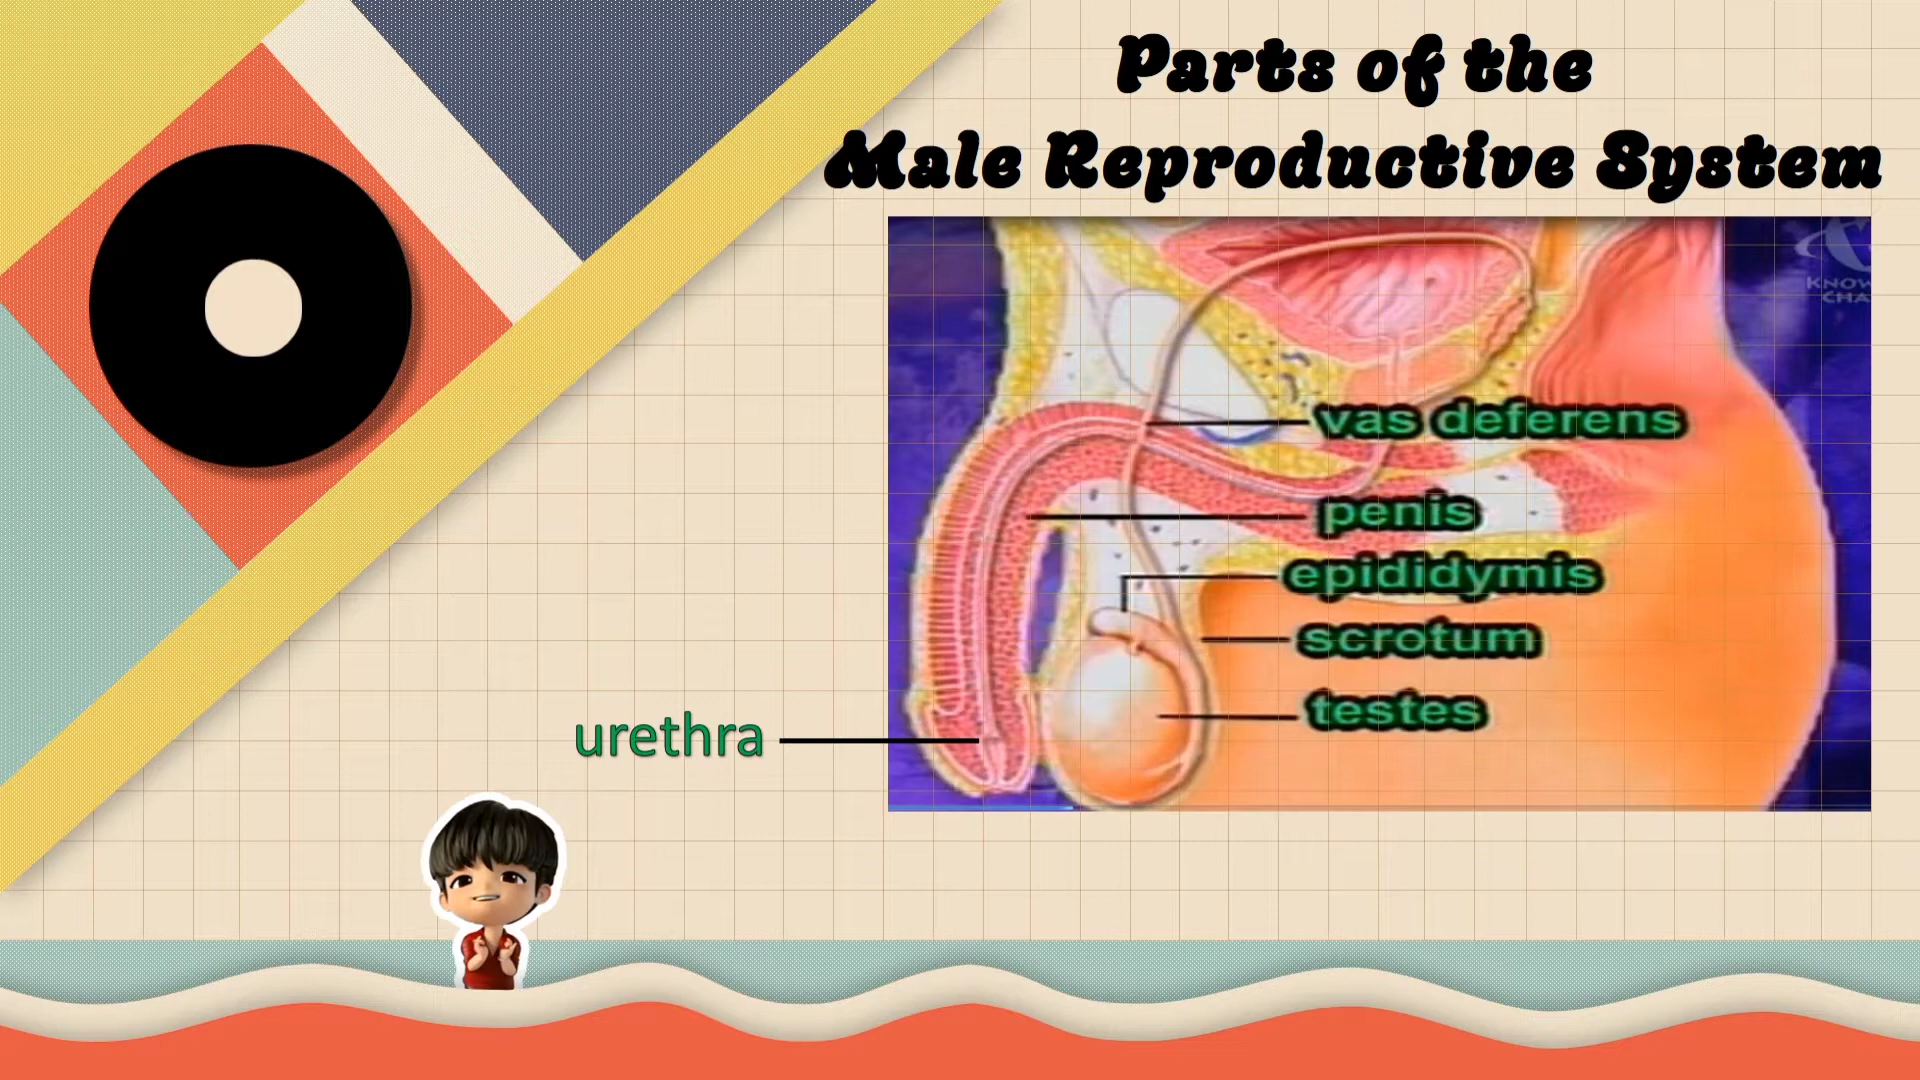 Parts of the
Male Reproductive System
vas deferens
penis
epididymis
scrotum
testes
urethra